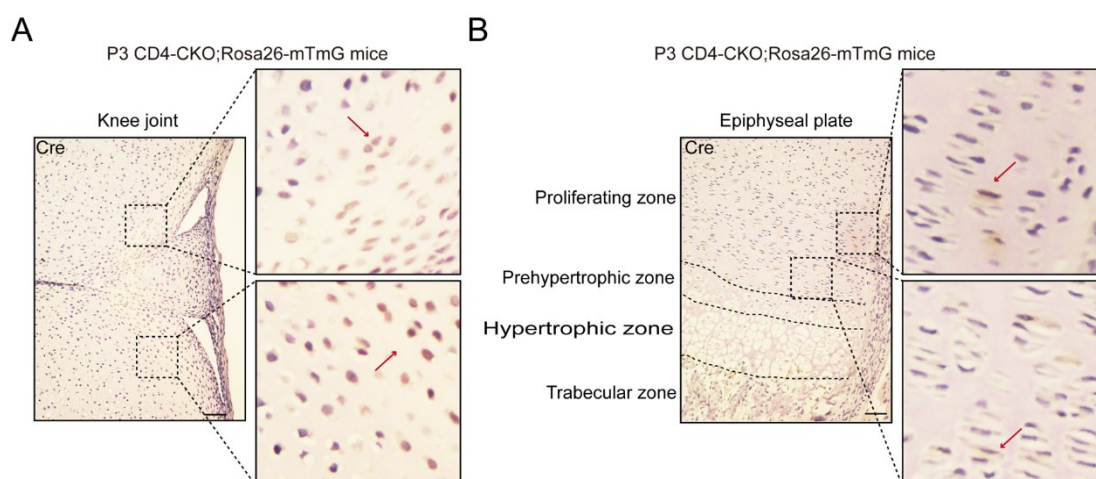 A
P3 CD4-CKO;Rosa26-mTmG mice
Knee joint
Cre
B
P3 CD4-CKO;Rosa26-mTmG mice
Epiphyseal plate
Cre
Proliferating zone
Prehypertrophic zone
Hypertrophic zone
Trabecular zone